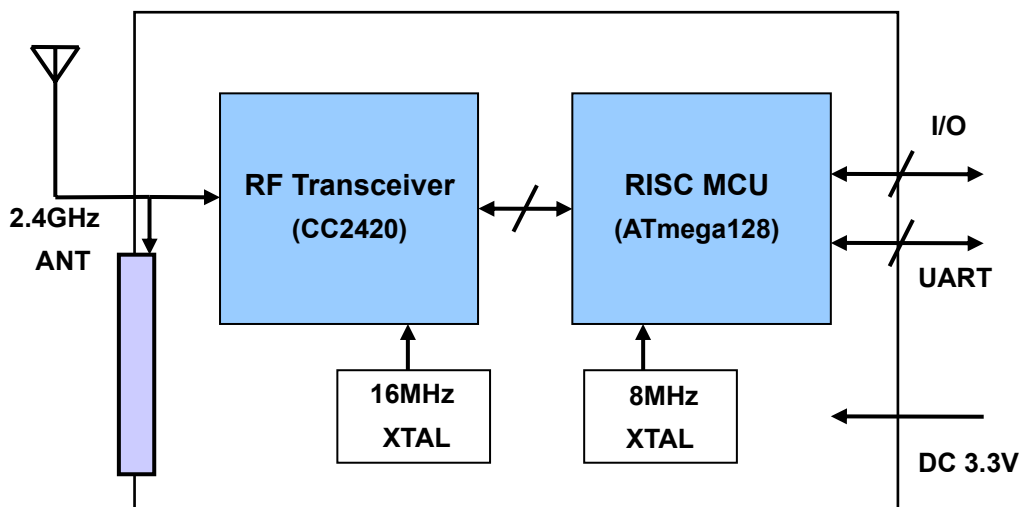 I/O
RF Transceiver
(CC2420)
RISC MCU
(ATmega128)
2.4GHz
ANT
UART
16MHz
XTAL
8MHz
XTAL
DC 3.3V